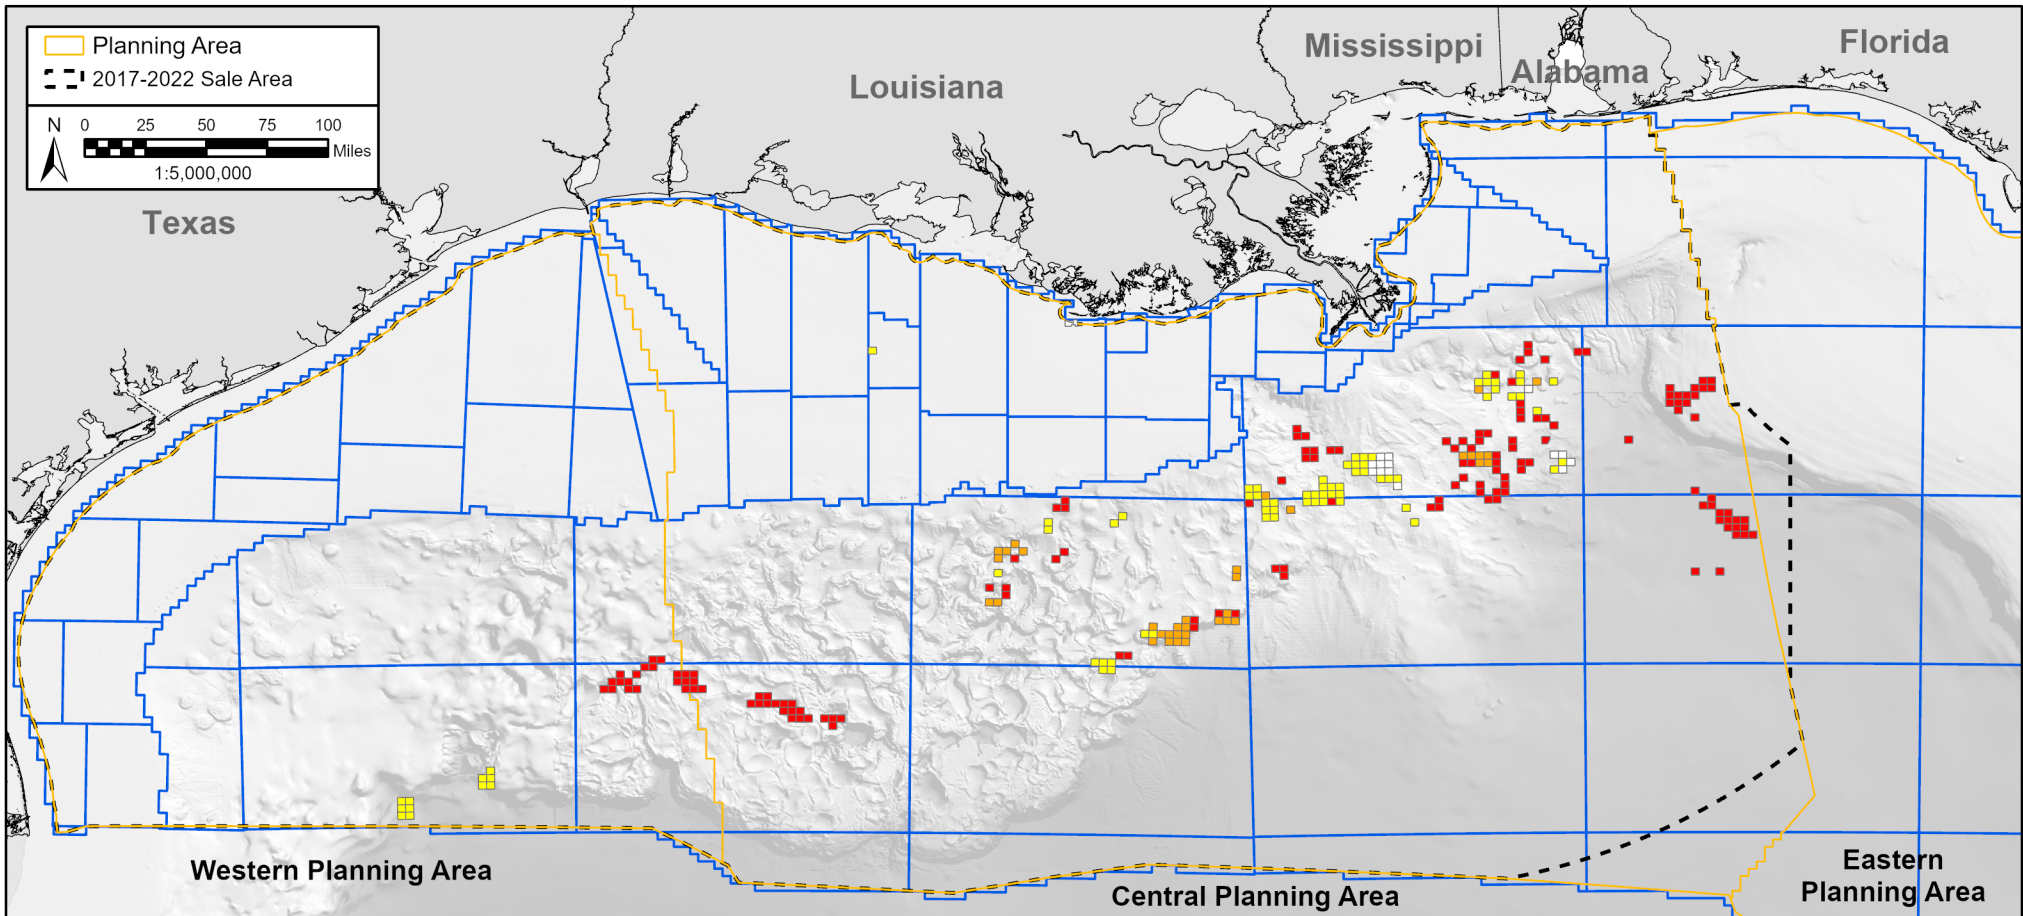 Planning Area
2017-2022 Sale Area
N 0 25 50 75 100
Miles
1:5,000,000
Texas
Louisiana
Mississippi
Alabama
Florida
Western Planning Area
Central Planning Area
Eastern
Planning Area